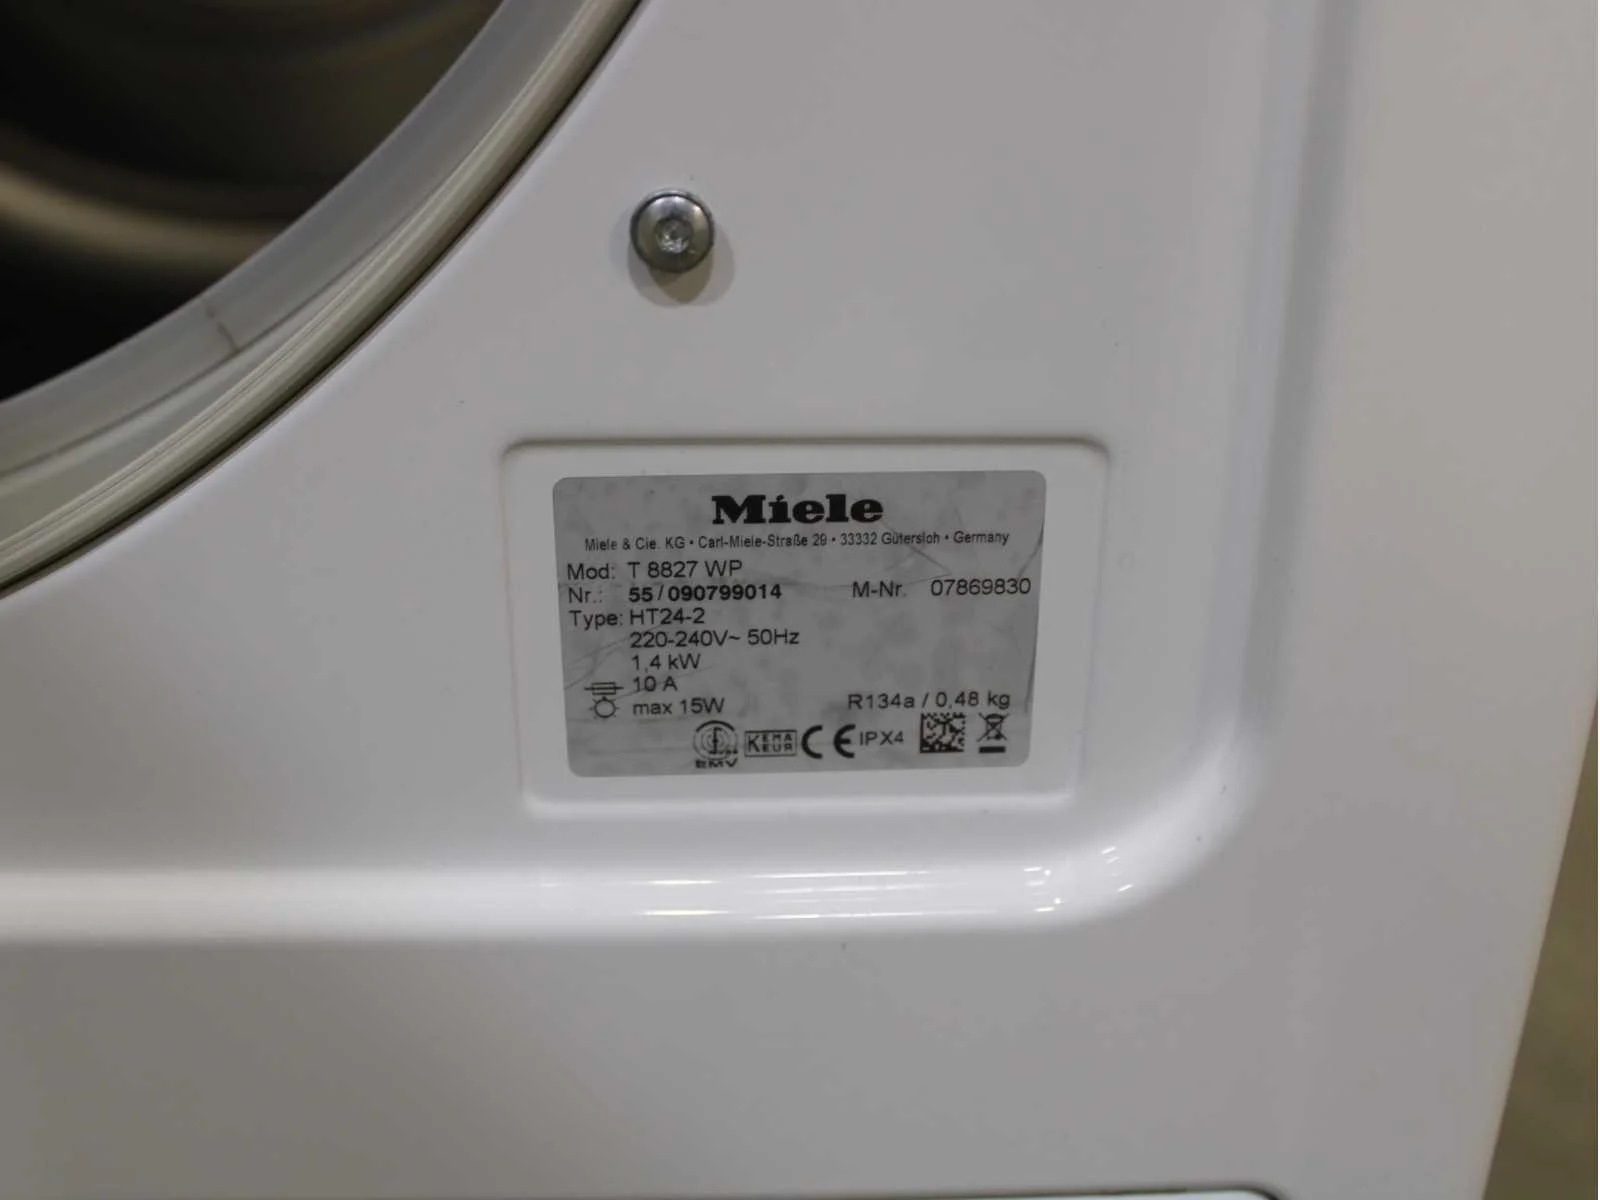 Miele
Miele & Cie. KG • Carl-Miele-Straße 29 • 33332 Gütersloh • Germany
Mod: T 8827 WP
Nr.: 55/090799014 M-Nr. 07869830
Type: HT24-2
220-240V~ 50Hz
1,4 kW
10 A
max 15W R134a / 0,48 kg
EMV KEMA KEUR CE IPX4